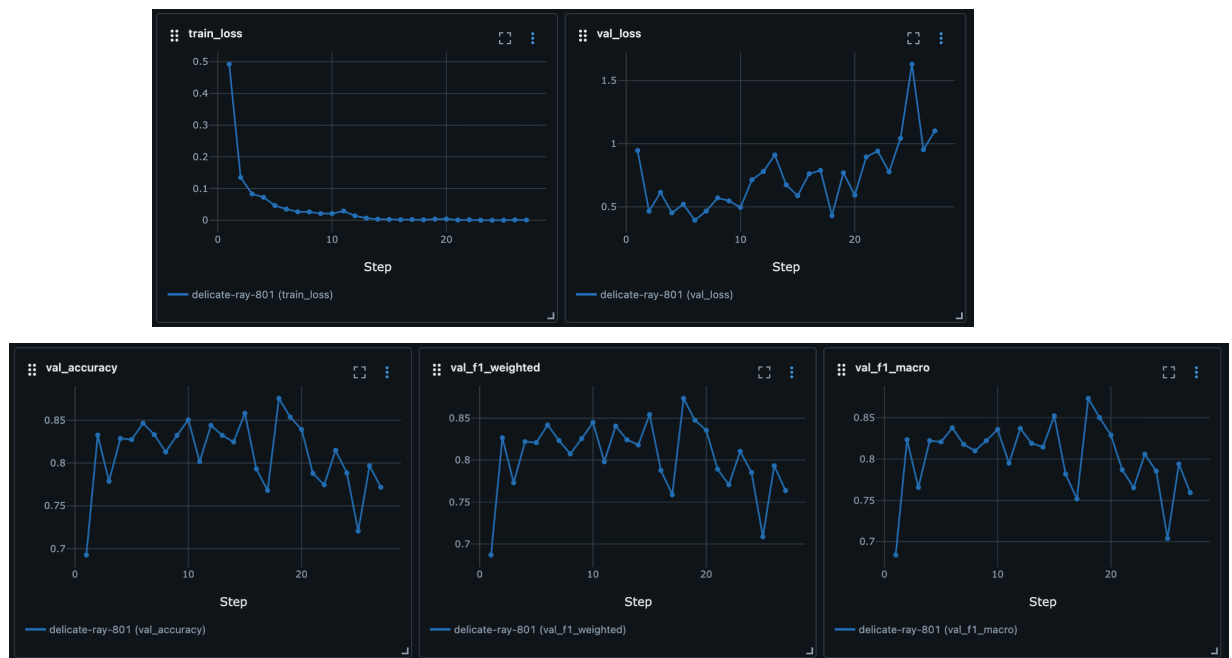 train_loss
0.5
0.4
0.3
0.2
0.1
0
0 10 20
Step
delicate-ray-801 (train_loss)
val_loss
1.5
1
0.5
0 10 20
Step
delicate-ray-801 (val_loss)
val_accuracy
0.85
0.8
0.75
0.7
0 10 20
Step
delicate-ray-801 (val_accuracy)
val_f1_weighted
0.85
0.8
0.75
0.7
0 10 20
Step
delicate-ray-801 (val_f1_weighted)
val_f1_macro
0.85
0.8
0.75
0.7
0 10 20
Step
delicate-ray-801 (val_f1_macro)